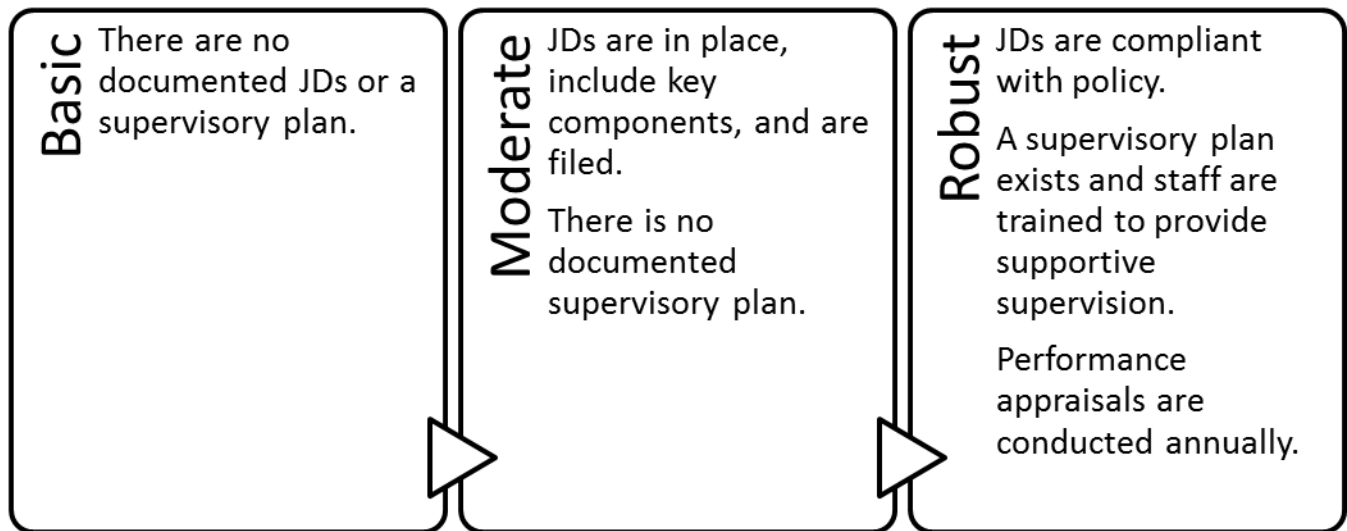 Basic
There are no
documented JDs or a
supervisory plan.
Moderate
JDs are in place,
include key
components, and are
filed.
There is no
documented
supervisory plan.
Robust
JDs are compliant
with policy.
A supervisory plan
exists and staff are
trained to provide
supportive
supervision.
Performance
appraisals are
conducted annually.